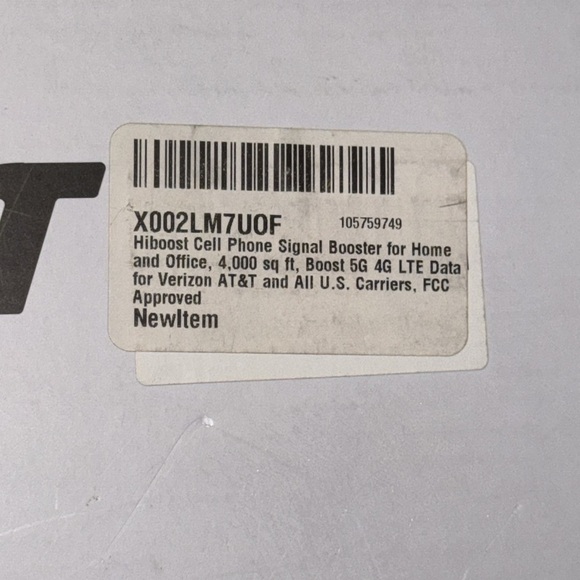 T
X002LM7UOF 105759749
Hiboost Cell Phone Signal Booster for Home
and Office, 4,000 sq ft, Boost 5G 4G LTE Data
for Verizon AT&T and All U.S. Carriers, FCC
Approved
NewItem